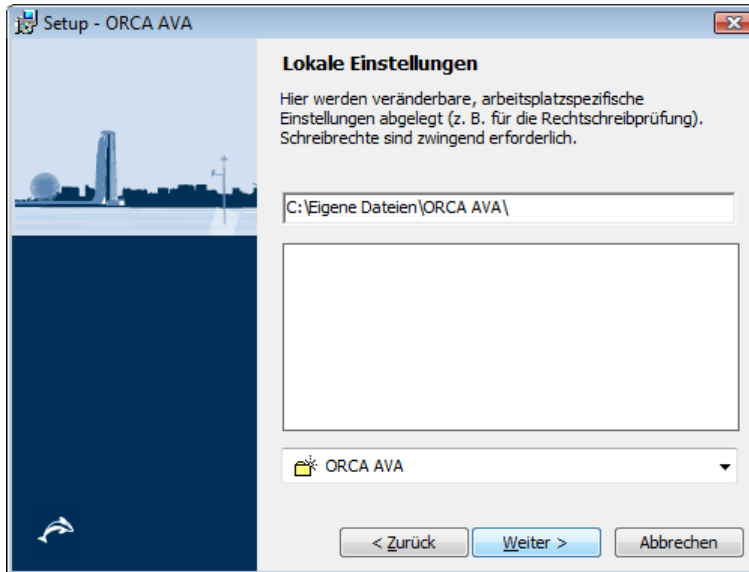 Setup - ORCA AVA
Lokale Einstellungen
Hier werden veränderbare, arbeitsplatzspezifische
Einstellungen abgelegt (z. B. für die Rechtschreibprüfung).
Schreibrechte sind zwingend erforderlich.
C:\Eigene Dateien\ORCA AVA\
ORCA AVA
< Zurück
Weiter >
Abbrechen